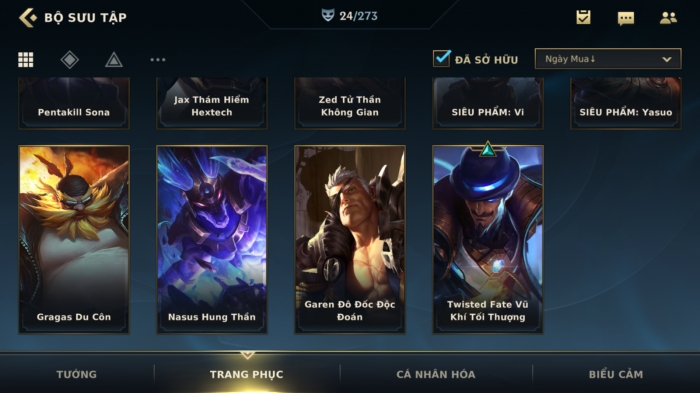 BỘ SƯU TẬP
24/273
ĐÃ SỞ HỮU
Ngày Mua↓
Pentakill Sona
Jax Thám Hiểm
Hextech
Zed Tử Thần
Không Gian
SIÊU PHẨM: Vi
SIÊU PHẨM: Yasuo
Gragas Du Côn
Nasus Hung Thần
Garen Đô Đốc Độc
Đoán
Twisted Fate Vũ
Khí Tối Thượng
TƯỚNG
TRANG PHỤC
CÁ NHÂN HÓA
BIỂU CẢM